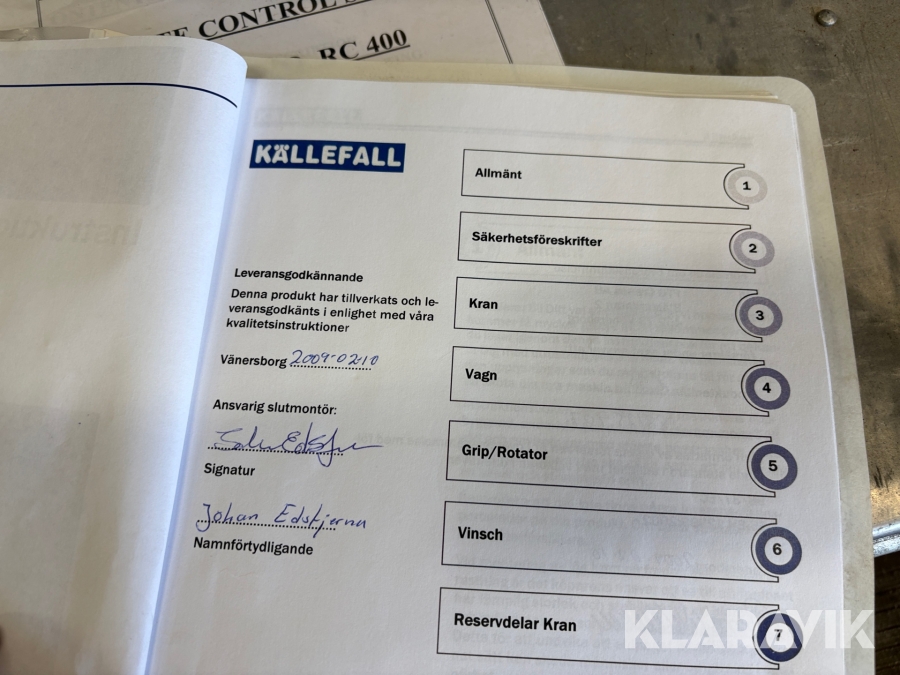 CONTROL
RC 400
KÄLLEFALL
Leveransgodkännande
Denna produkt har tillverkats och le-
veransgodkänts i enlighet med våra
kvalitetsinstruktioner
Vänersborg 2009-02-10
Ansvarig slutmontör:
Signatur
Johan Edstjerna
Namnförtydligande
Allmänt 1
Säkerhetsföreskrifter 2
Kran 3
Vagn 4
Grip/Rotator 5
Vinsch 6
Reservdelar Kran 7
KLARAVIK